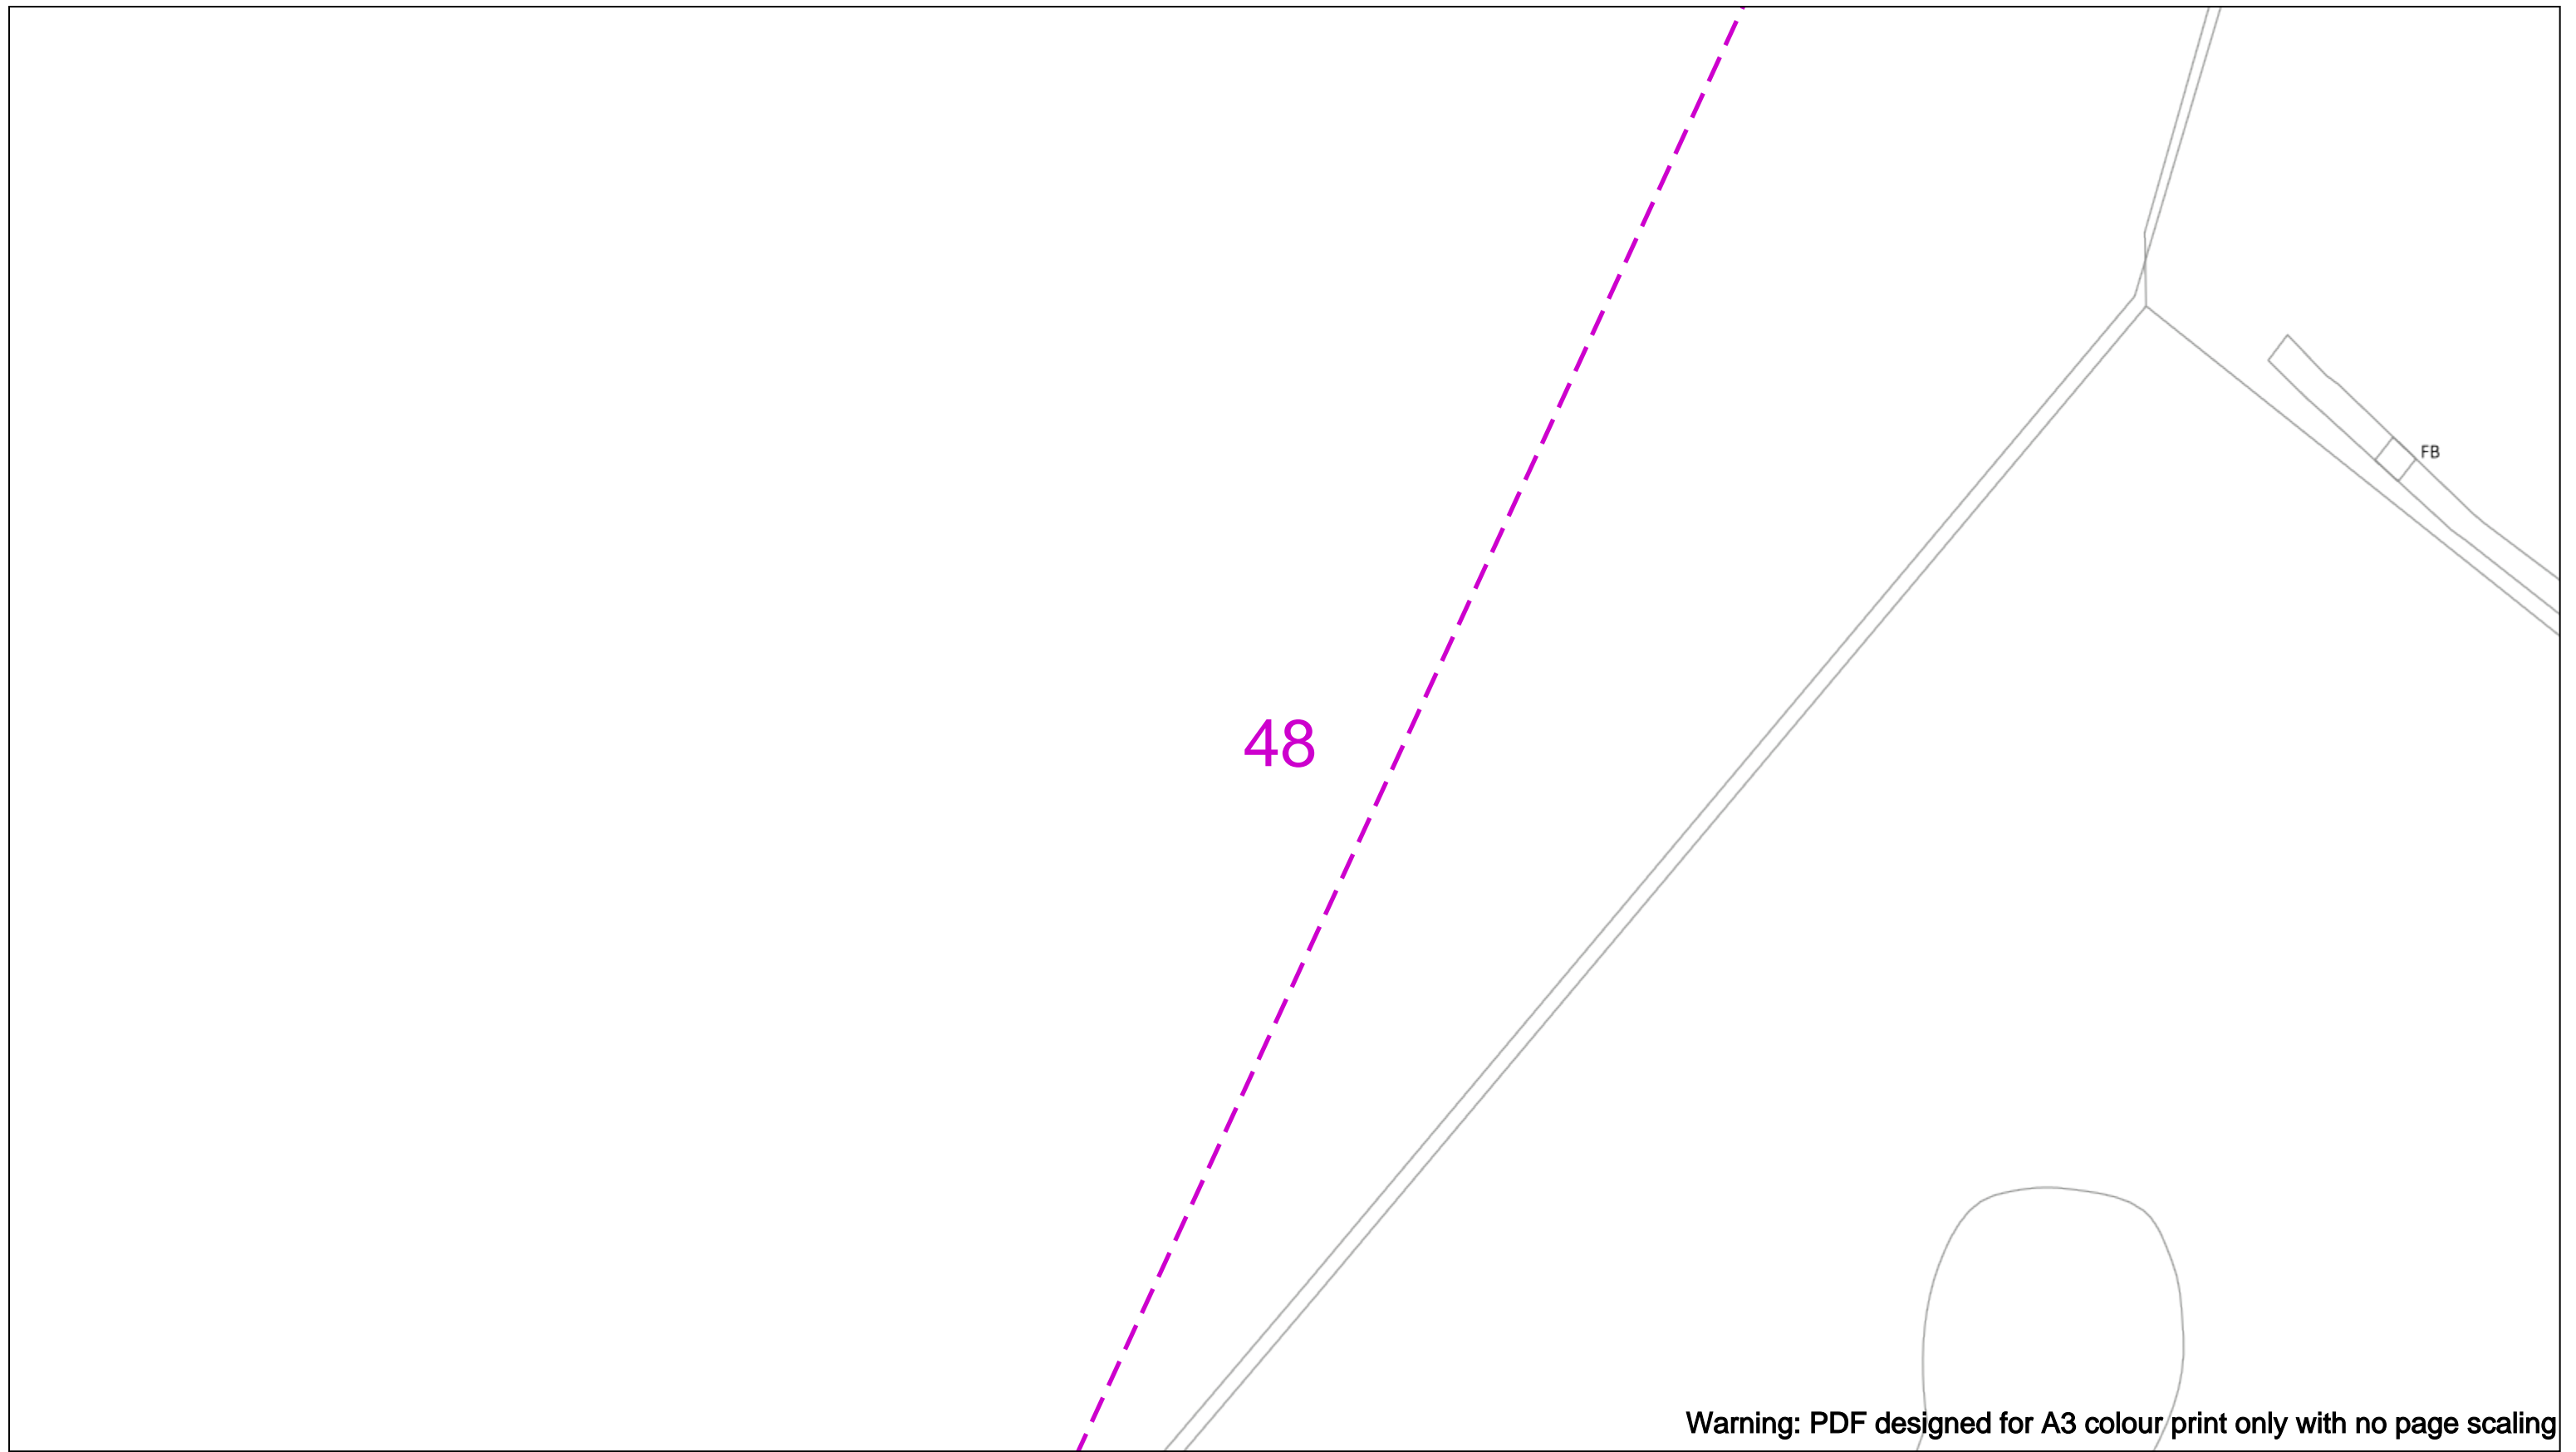 FB
48
Warning: PDF designed for A3 colour print only with no page scaling